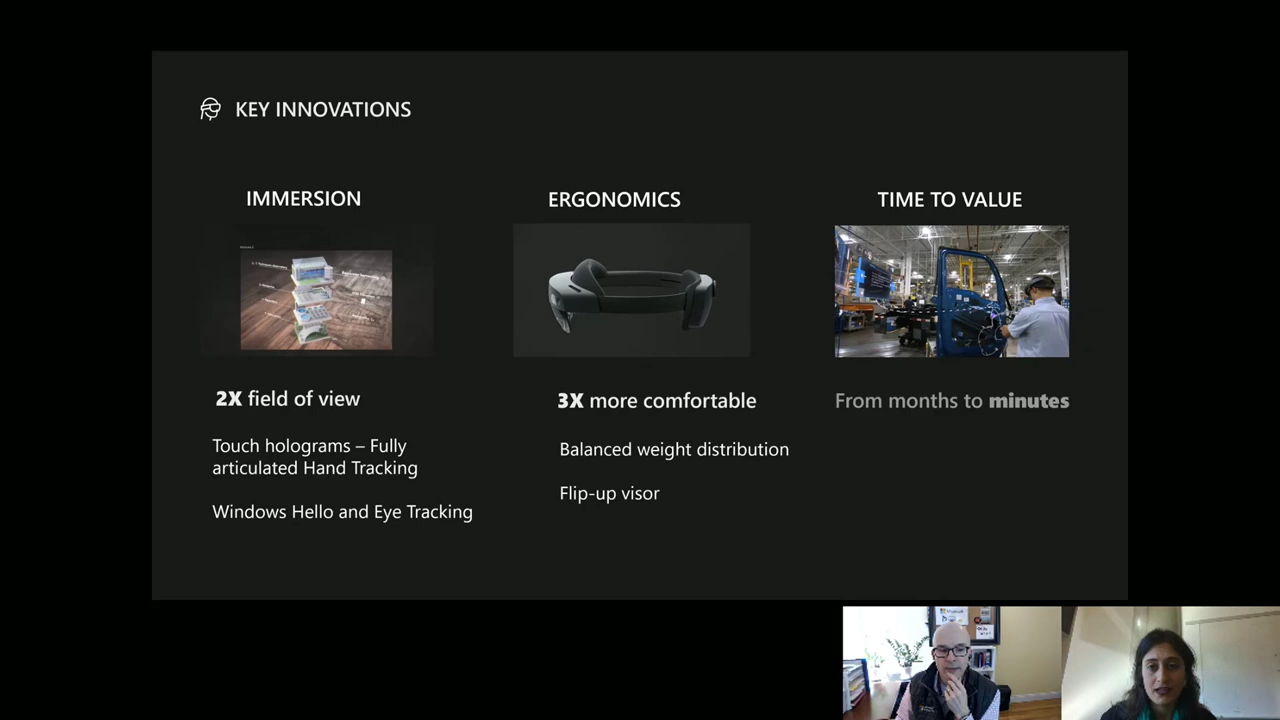 KEY INNOVATIONS
IMMERSION
2X field of view
Touch holograms – Fully
articulated Hand Tracking
Windows Hello and Eye Tracking
ERGONOMICS
3X more comfortable
Balanced weight distribution
Flip-up visor
TIME TO VALUE
From months to minutes